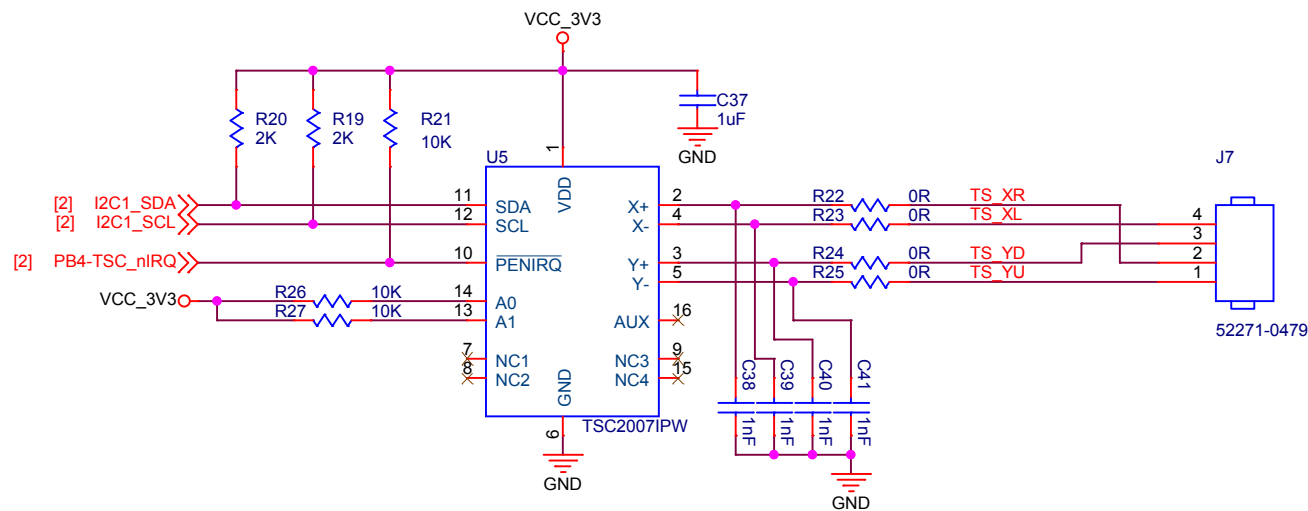 VCC_3V3
R20
2K
R19
2K
R21
10K
C37
1uF
GND
U5
1
VDD
J7
[2] I2C1_SDA
11
SDA
[2] I2C1_SCL
12
SCL
[2] PB4-TSC_nIRQ
10
PENIRQ
VCC_3V3
R26
10K
14
A0
R27
10K
13
A1
7
NC1
8
NC2
GND
6
GND
TSC2007IPW
2
X+
R22
0R
TS_XR
4
X-
R23
0R
TS_XL
3
Y+
R24
0R
TS_YD
5
Y-
R25
0R
TS_YU
16
AUX
9
NC3
15
NC4
4
3
2
1
52271-0479
C38
1nF
C39
1nF
C40
1nF
C41
1nF
GND